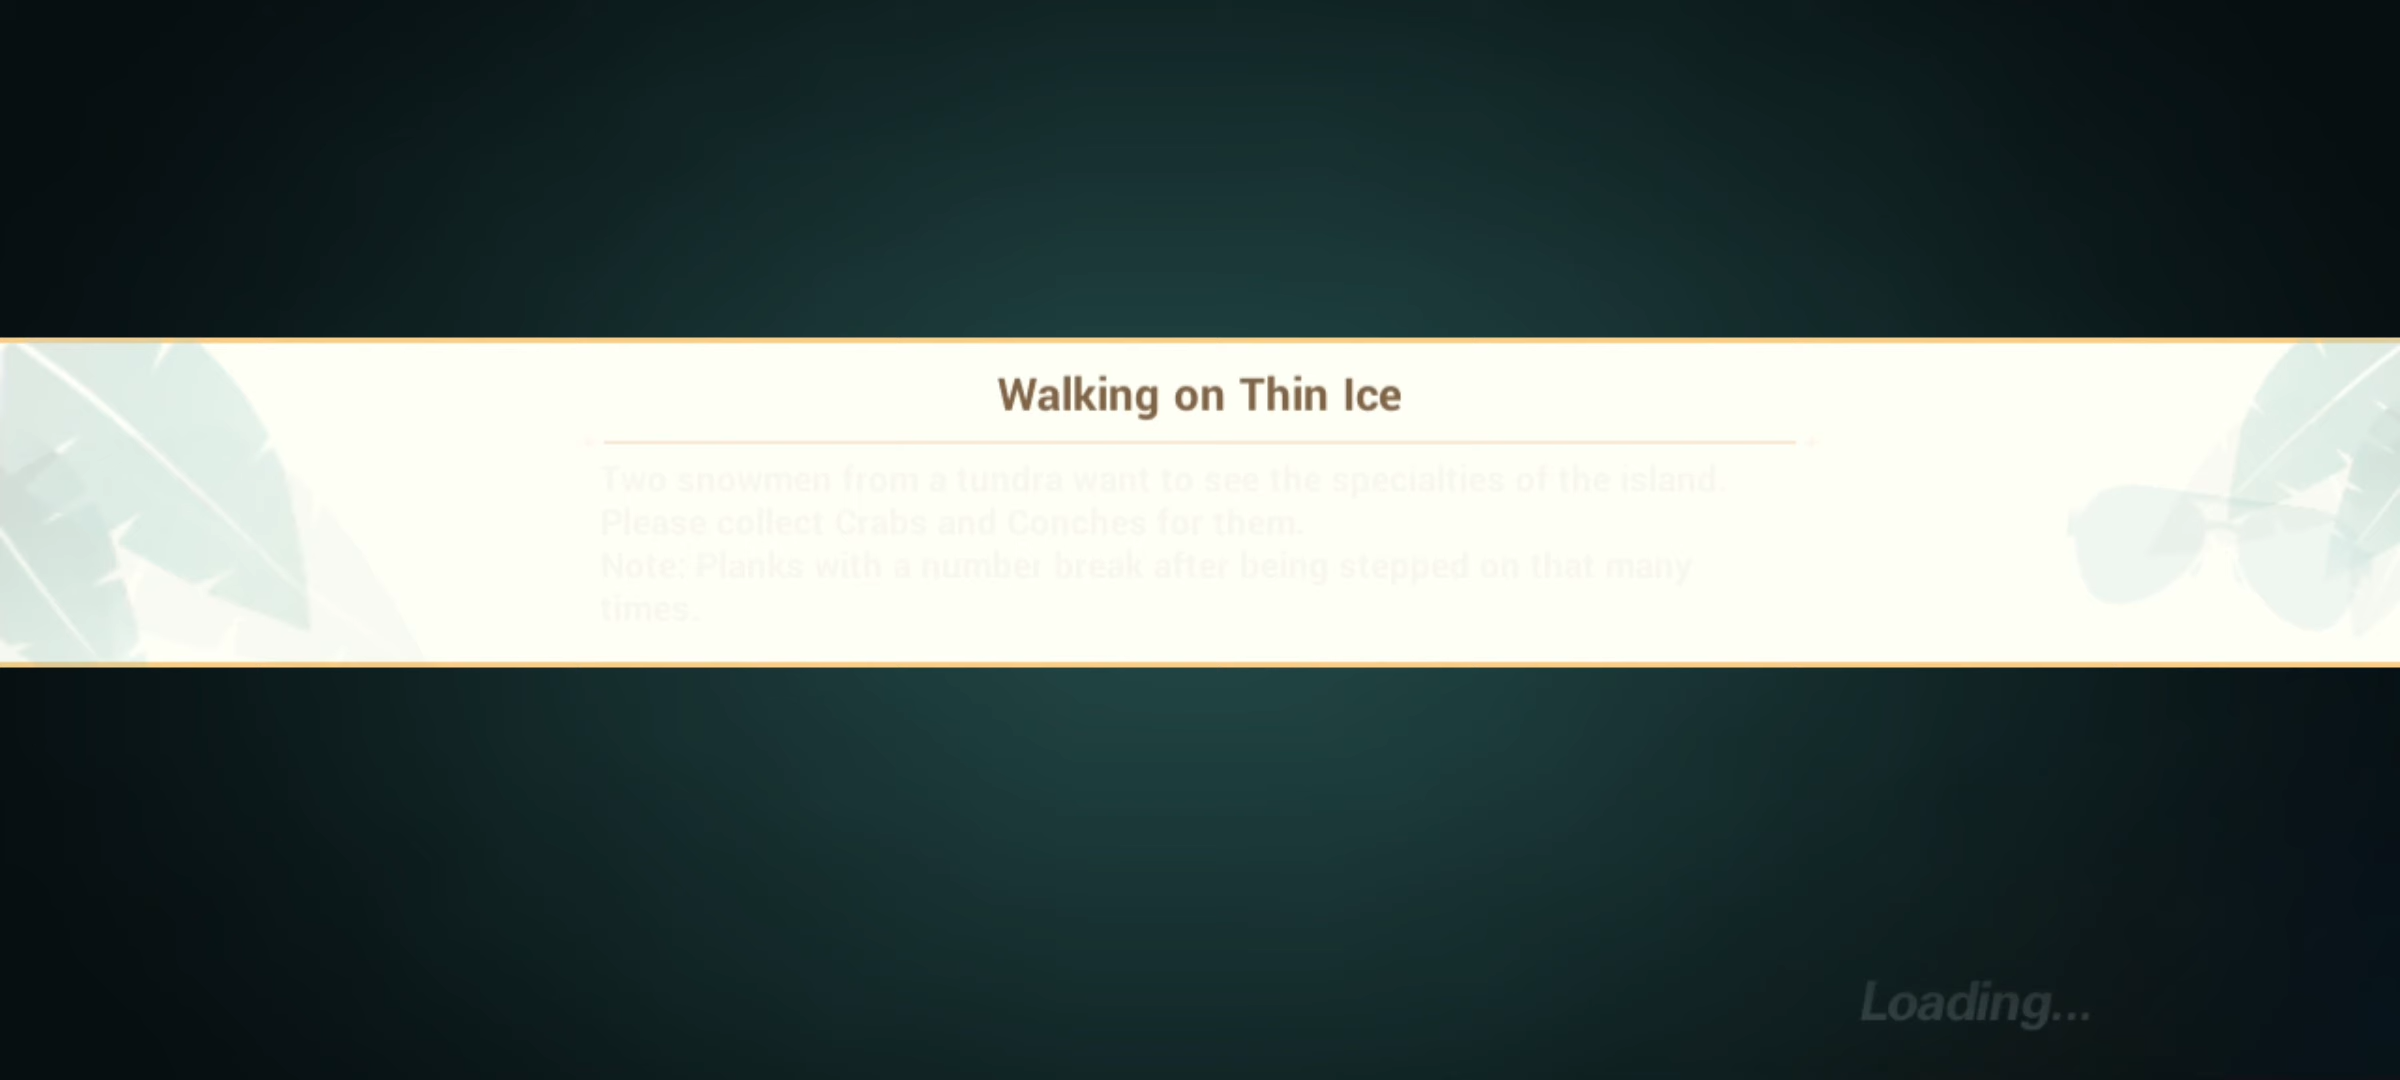 Walking on Thin Ice
Two snowmen from a tundra want to see the specialties of the island.
Please collect Crabs and Conches for them.
Note: Planks with a number break after being stepped on that many
times.
Loading...